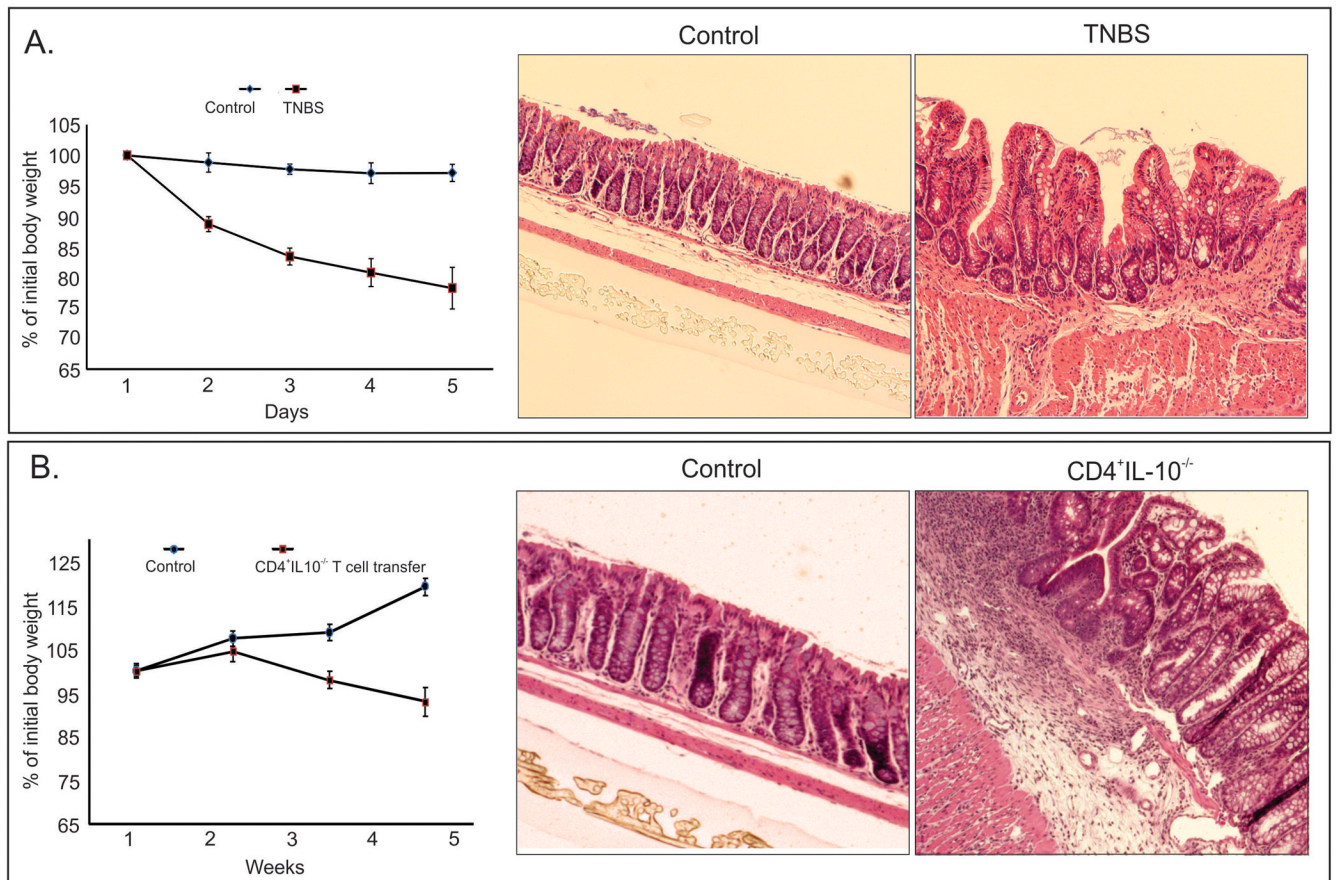 A.
Control TNBS
Control TNBS
105
100
95
90
85
80
75
70
65
% of initial body weight
1 2 3 4 5
Days
B.
Control CD4⁺IL-10⁻/⁻
Control CD4⁺IL10⁻/⁻ T cell transfer
125
115
105
95
85
75
65
% of initial body weight
1 2 3 4 5
Weeks